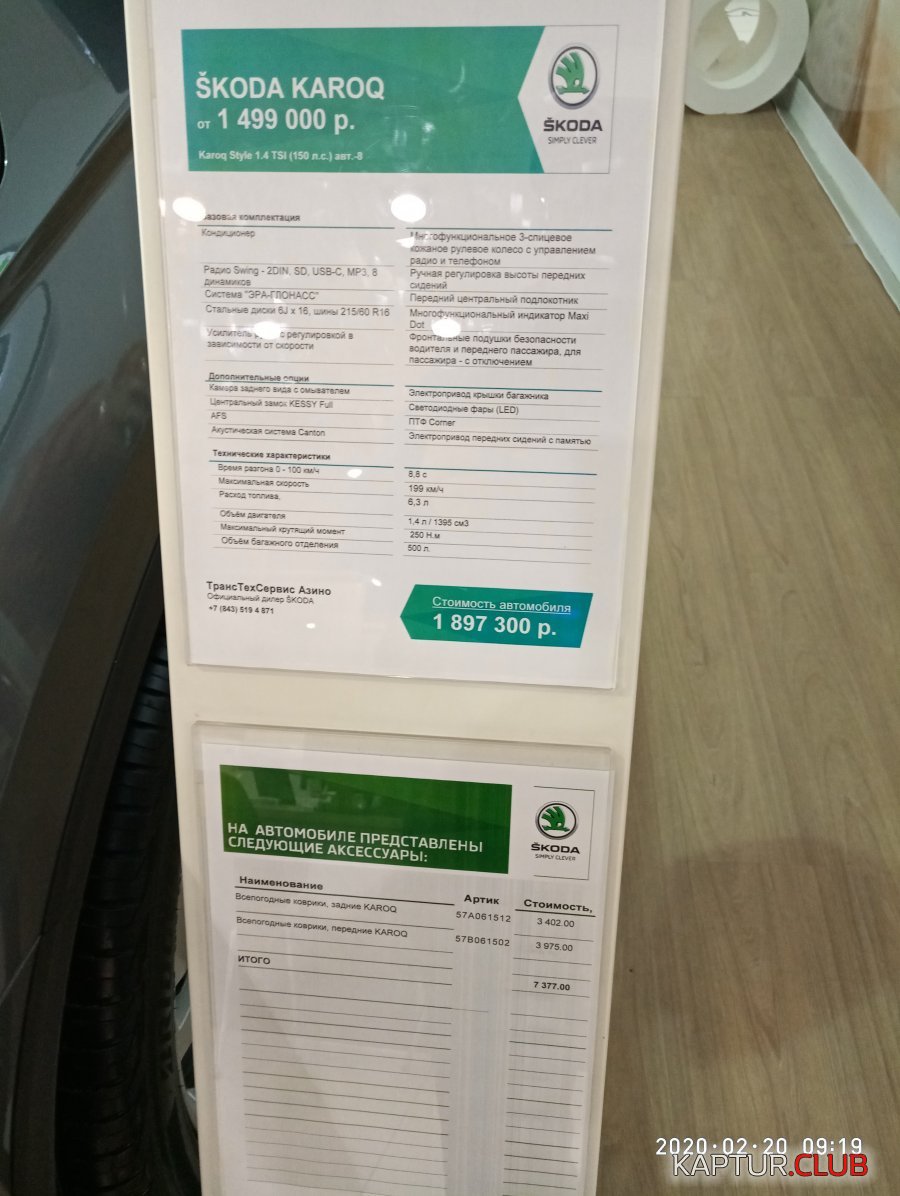 ŠKODA KAROQ
от 1 499 000 р.
Karoq Style 1.4 TSI (150 л.с.) авт.-8
ŠKODA
SIMPLY CLEVER
Базовая комплектация
Кондиционер
Многофункциональное 3-спицевое
кожаное рулевое колесо с управлением
радио и телефоном
Радио Swing - 2DIN, SD, USB-C, MP3, 8
динамиков
Ручная регулировка высоты передних
сидений
Система "ЭРА-ГЛОНАСС"
Передний центральный подлокотник
Стальные диски 6J x 16, шины 215/60 R16
Многофункциональный индикатор Maxi
Dot
Усилитель с регулировкой в
зависимости от скорости
Фронтальные подушки безопасности
водителя и переднего пассажира, для
пассажира - с отключением
Дополнительные опции
Камера заднего вида с омывателем
Электропривод крышки багажника
Центральный замок KESSY Full
Светодиодные фары (LED)
AFS
ПТФ Corner
Акустическая система Canton
Электропривод передних сидений с памятью
Технические характеристики
Время разгона 0 - 100 км/ч
8,8 с
Максимальная скорость
199 км/ч
Расход топлива,
6,3 л
Объём двигателя
1,4 л / 1395 см3
Максимальный крутящий момент
250 Н.м
Объём багажного отделения
500 л.
ТрансТехСервис Азино
Официальный дилер ŠKODA
+7 (843) 519 4 871
Стоимость автомобиля
1 897 300 р.
НА АВТОМОБИЛЕ ПРЕДСТАВЛЕНЫ
СЛЕДУЮЩИЕ АКСЕССУАРЫ:
ŠKODA
SIMPLY CLEVER
Наименование Артик Стоимость,
Всепогодные коврики, задние KAROQ 57A061512 3 402.00
Всепогодные коврики, передние KAROQ 57B061502 3 975.00
ИТОГО 7 377.00
2020-02-20 09:19
KAPTUR.CLUB